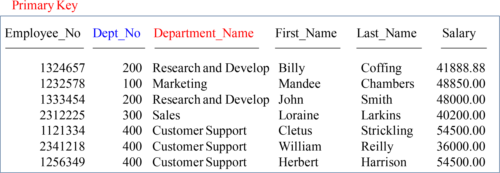 Primary Key
Employee_No Dept_No Department_Name First_Name Last_Name Salary
1324657 200 Research and Develop Billy Coffing 41888.88
1232578 100 Marketing Mandee Chambers 48850.00
1333454 200 Research and Develop John Smith 48000.00
2312225 300 Sales Loraine Larkins 40200.00
1121334 400 Customer Support Cletus Strickling 54500.00
2341218 400 Customer Support William Reilly 36000.00
1256349 400 Customer Support Herbert Harrison 54500.00